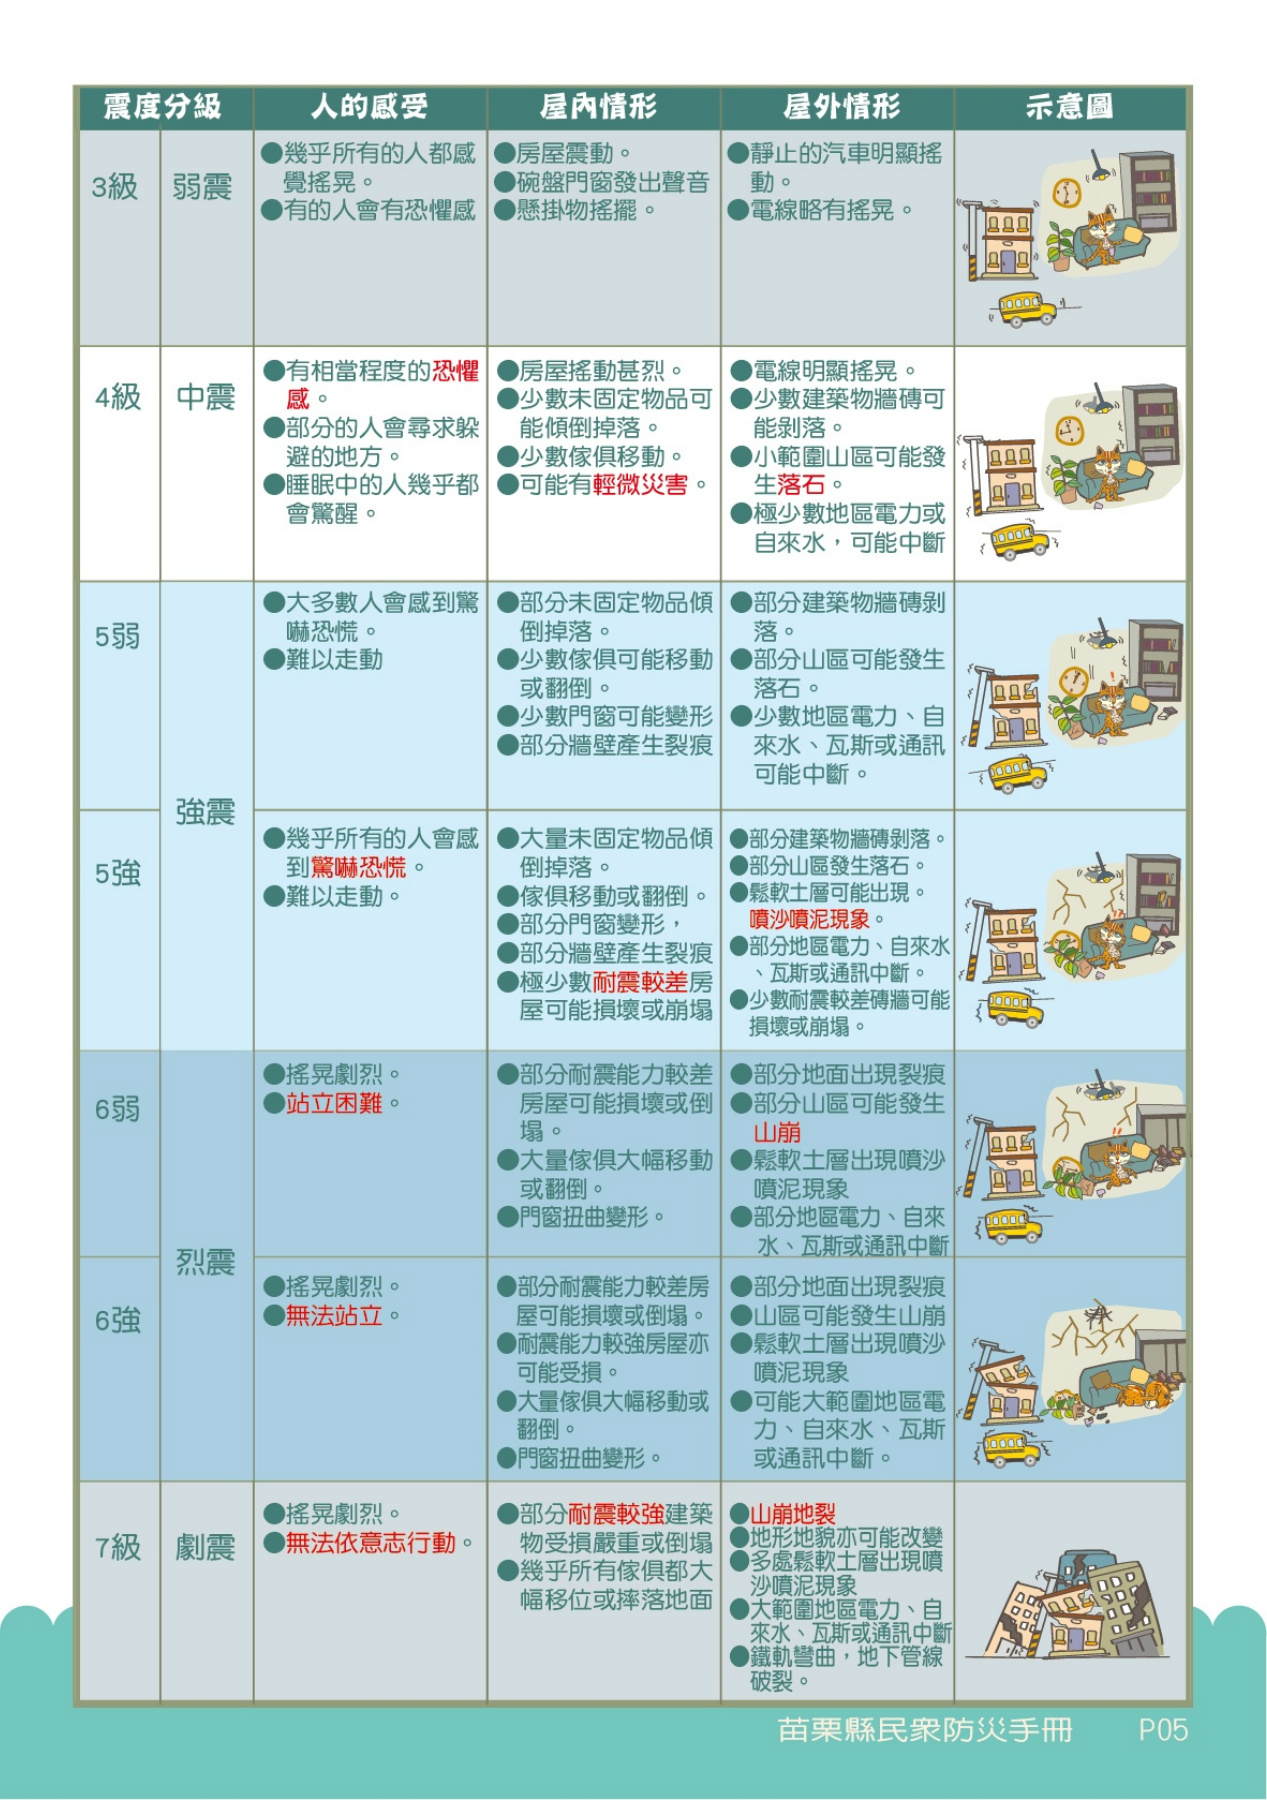 震度分級 人的感受 屋內情形 屋外情形 示意圖
3級 弱震
●幾乎所有的人都感
覺搖晃。
●有的人會有恐懼感
●房屋震動。
●碗盤門窗發出聲音
●懸掛物搖擺。
●靜止的汽車明顯搖
動。
●電線略有搖晃。
4級 中震
●有相當程度的恐懼
感。
●部分的人會尋求躲
避的地方。
●睡眠中的人幾乎都
會驚醒。
●房屋搖動甚烈。
●少數未固定物品可
能傾倒掉落。
●少數傢俱移動。
●可能有輕微災害。
●電線明顯搖晃。
●少數建築物牆磚可
能剝落。
●小範圍山區可能發
生落石。
●極少數地區電力或
自來水，可能中斷
5弱
●大多數人會感到驚
嚇恐慌。
●難以走動
●部分未固定物品傾
倒掉落。
●少數傢俱可能移動
或翻倒。
●少數門窗可能變形
●部分牆壁產生裂痕
●部分建築物牆磚剝
落。
●部分山區可能發生
落石。
●少數地區電力、自
來水、瓦斯或通訊
可能中斷。
強震
5強
●幾乎所有的人會感
到驚嚇恐慌。
●難以走動。
●大量未固定物品傾
倒掉落。
●傢俱移動或翻倒。
●部分門窗變形，
●部分牆壁產生裂痕
●極少數耐震較差房
屋可能損壞或崩塌
●部分建築物牆磚剝落。
●部分山區發生落石。
●鬆軟土層可能出現。
噴沙噴泥現象。
●部分地區電力、自來水
、瓦斯或通訊中斷。
●少數耐震較差磚牆可能
損壞或崩塌。
6弱
●搖晃劇烈。
●站立困難。
●部分耐震能力較差
房屋可能損壞或倒
塌。
●大量傢俱大幅移動
或翻倒。
●門窗扭曲變形。
●部分地面出現裂痕
●部分山區可能發生
山崩
●鬆軟土層出現噴沙
噴泥現象
●部分地區電力、自來
水、瓦斯或通訊中斷
烈震
6強
●搖晃劇烈。
●無法站立。
●部分耐震能力較差房
屋可能損壞或倒塌。
●耐震能力較強房屋亦
可能受損。
●大量傢俱大幅移動或
翻倒。
●門窗扭曲變形。
●部分地面出現裂痕
●山區可能發生山崩
●鬆軟土層出現噴沙
噴泥現象
●可能大範圍地區電
力、自來水、瓦斯
或通訊中斷。
7級 劇震
●搖晃劇烈。
●無法依意志行動。
●部分耐震較強建築
物受損嚴重或倒塌
●幾乎所有傢俱都大
幅移位或摔落地面
●山崩地裂
●地形地貌亦可能改變
●多處鬆軟土層出現噴
沙噴泥現象
●大範圍地區電力、自
來水、瓦斯或通訊中斷
●鐵軌彎曲，地下管線
破裂。
苗栗縣民眾防災手冊 P05